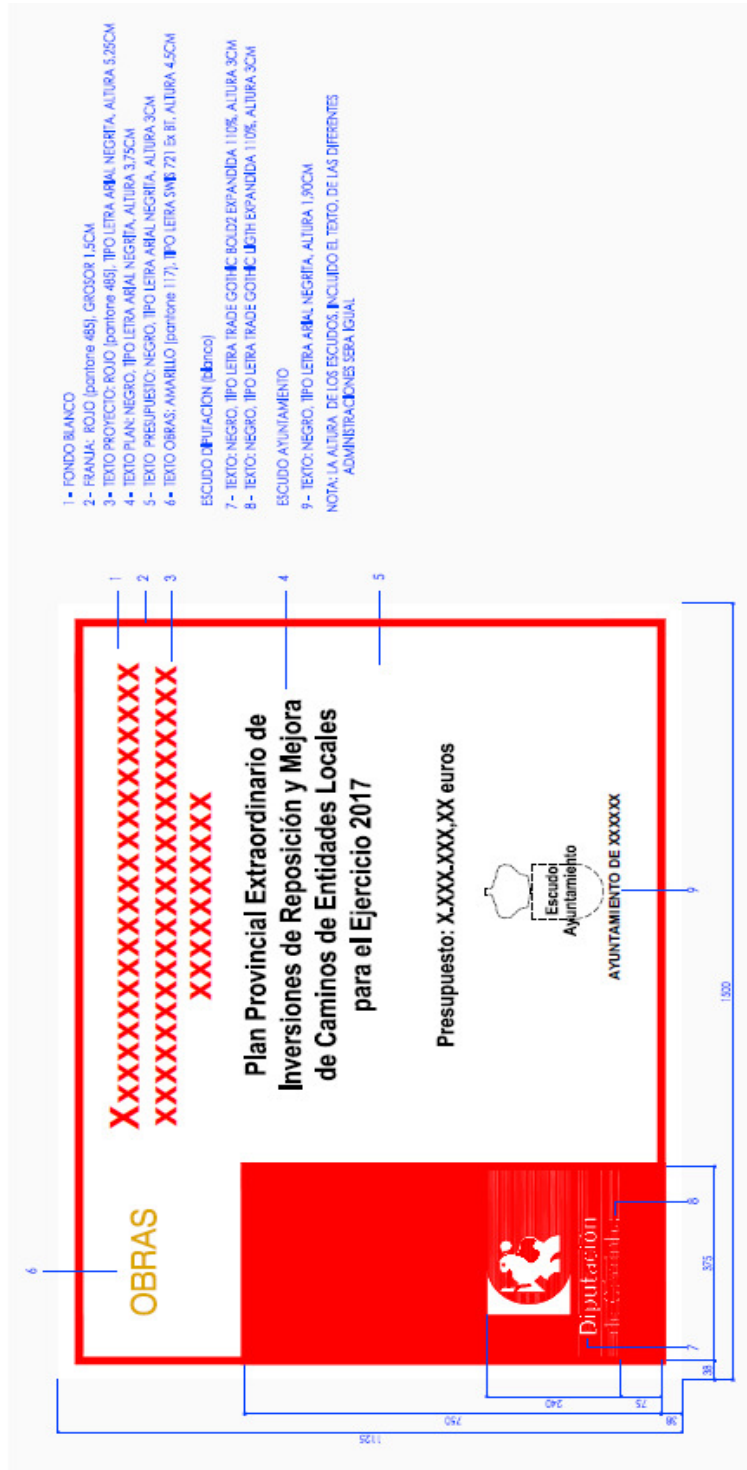 OBRAS
Xxxxxxxxxxxxxxxxxxxxxxxxxx
xxxxxxxxxxxxxxxxxxxxxxxxxx
xxxxxxxxxxxx
Plan Provincial Extraordinario de
Inversiones de Reposición y Mejora
de Caminos de Entidades Locales
para el Ejercicio 2017
Presupuesto: X.XXX.XXX,XX euros
Escudo
Ayuntamiento
AYUNTAMIENTO DE XXXXXX
Diputación
1
2
3
4
5
6
7
8
9
1125
750
240
75
38
38
375
1500
1 - FONDO BLANCO
2 - FRANJA: ROJO (pantone 485), GROSOR 1,5CM
3 - TEXTO PROYECTO: ROJO (pantone 485), TIPO LETRA ARIAL NEGRITA, ALTURA 5,25CM
4 - TEXTO PLAN: NEGRO, TIPO LETRA ARIAL NEGRITA, ALTURA 3,75CM
5 - TEXTO PRESUPUESTO: NEGRO, TIPO LETRA ARIAL NEGRITA, ALTURA 3CM
6 - TEXTO OBRAS: AMARILLO (pantone 117), TIPO LETRA SWIS 721 Ex BT, ALTURA 4,5CM
ESCUDO DIPUTACION (blanco)
7 - TEXTO: NEGRO, TIPO LETRA TRADE GOTHIC BOLD2 EXPANDIDA 110%, ALTURA 3CM
8 - TEXTO: NEGRO, TIPO LETRA TRADE GOTHIC LIGTH EXPANDIDA 110%, ALTURA 3CM
ESCUDO AYUNTAMIENTO
9 - TEXTO: NEGRO, TIPO LETRA ARIAL NEGRITA, ALTURA 1,90CM
NOTA: LA ALTURA DE LOS ESCUDOS, INCLUIDO EL TEXTO, DE LAS DIFERENTES
ADMINISTRACIONES SERA IGUAL